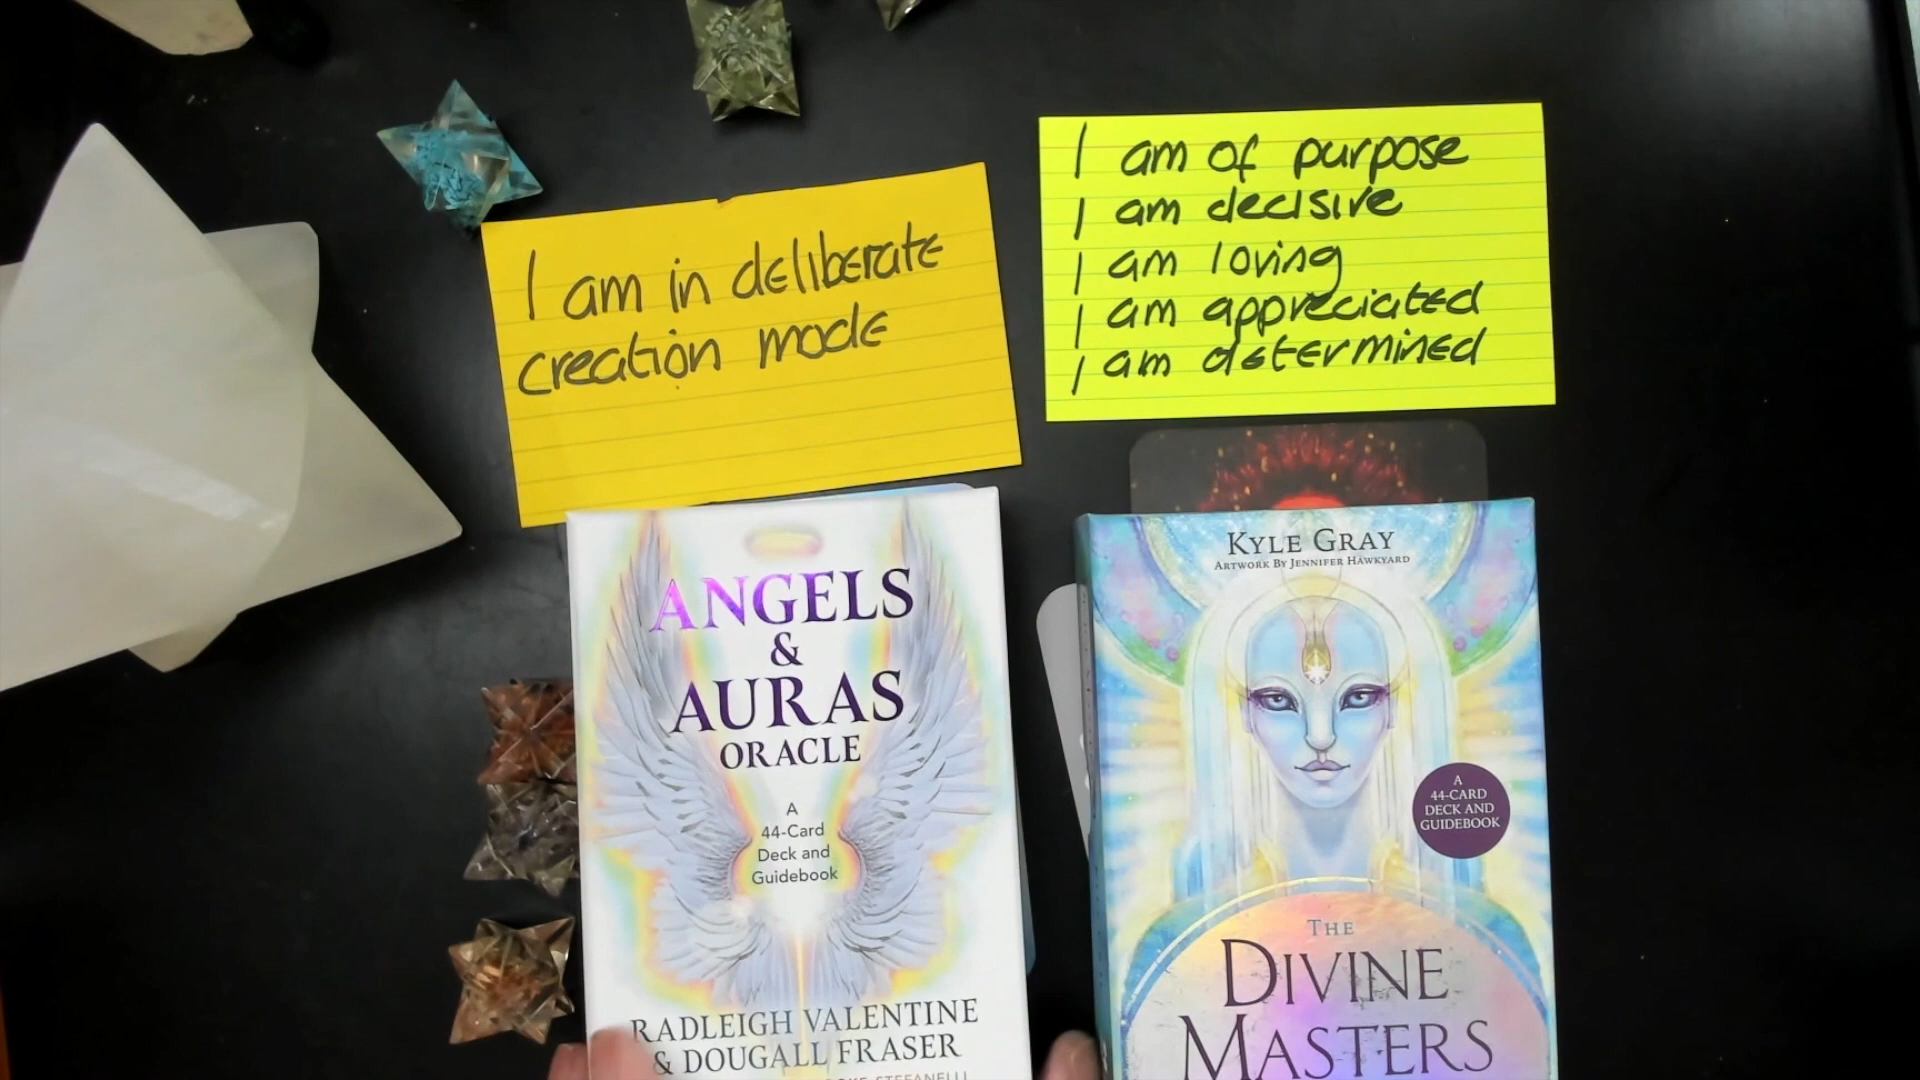 I am in deliberate
creation mode
I am of purpose
I am decisive
I am loving
I am appreciated
I am determined
ANGELS
&
AURAS
ORACLE
A
44-Card
Deck and
Guidebook
RADLEIGH VALENTINE
& DOUGALL FRASER
STEFANELLI
KYLE GRAY
ARTWORK BY JENNIFER HAWKYARD
A
44-CARD
DECK AND
GUIDEBOOK
THE
DIVINE
MASTERS